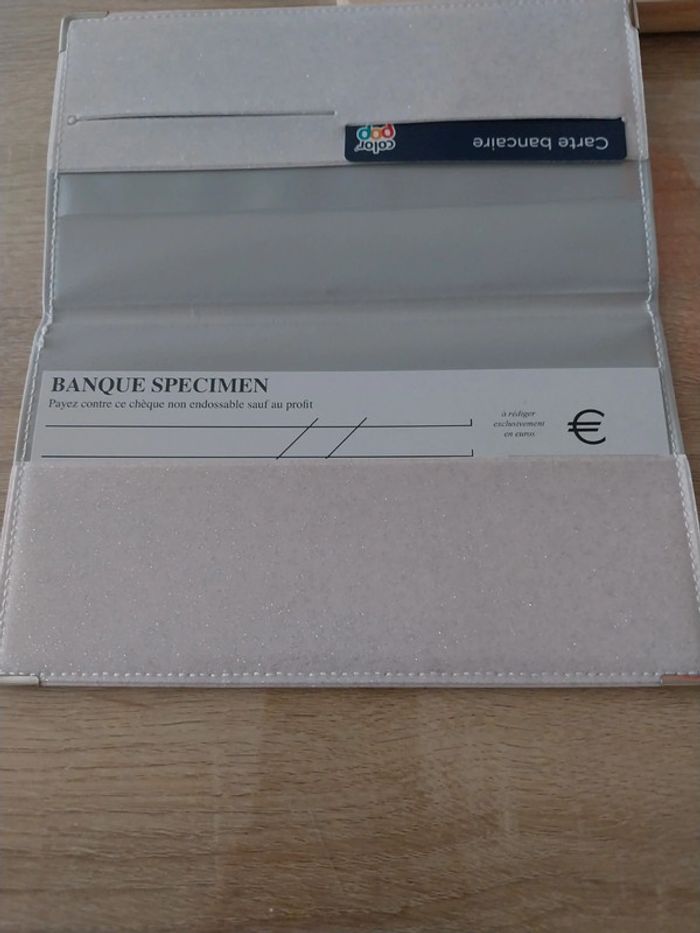 Carte bancaire
color
pop
BANQUE SPECIMEN
Payez contre ce chèque non endossable sauf au profit
à rédiger
exclusivement
en euros
€